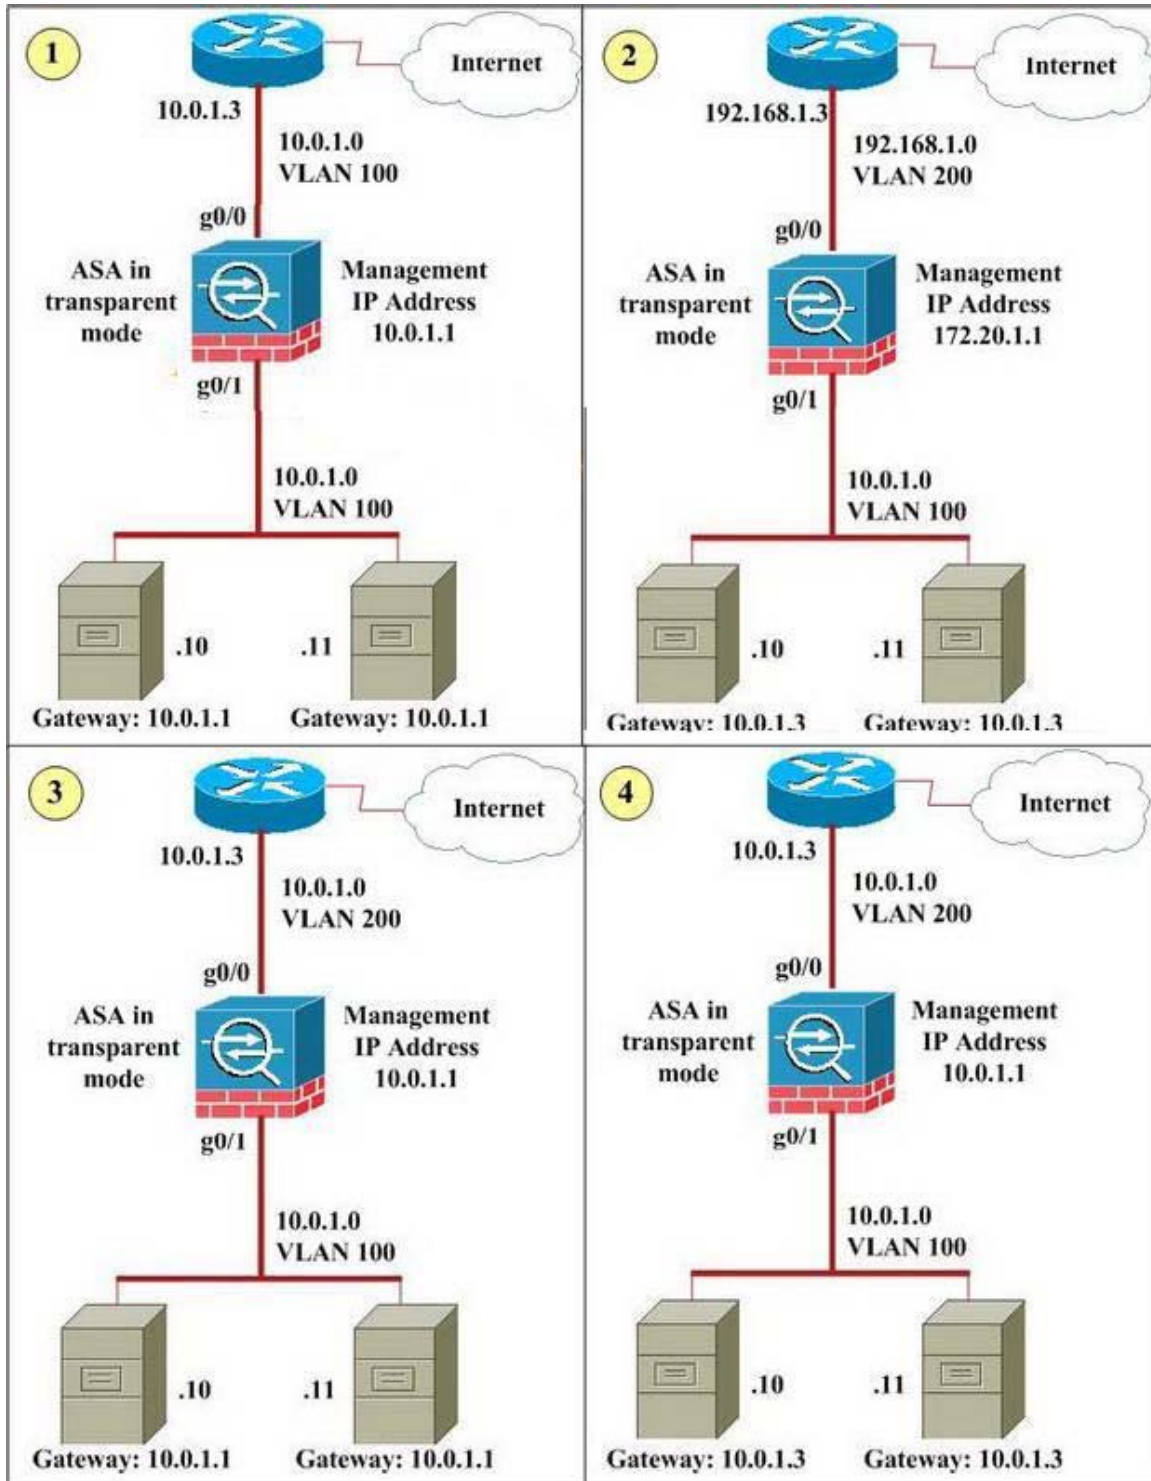 1
Internet
10.0.1.3
10.0.1.0
VLAN 100
g0/0
ASA in
transparent
mode
Management
IP Address
10.0.1.1
g0/1
10.0.1.0
VLAN 100
.10
.11
Gateway: 10.0.1.1
Gateway: 10.0.1.1
2
Internet
192.168.1.3
192.168.1.0
VLAN 200
g0/0
ASA in
transparent
mode
Management
IP Address
172.20.1.1
g0/1
10.0.1.0
VLAN 100
.10
.11
Gateway: 10.0.1.3
Gateway: 10.0.1.3
3
Internet
10.0.1.3
10.0.1.0
VLAN 200
g0/0
ASA in
transparent
mode
Management
IP Address
10.0.1.1
g0/1
10.0.1.0
VLAN 100
.10
.11
Gateway: 10.0.1.1
Gateway: 10.0.1.1
4
Internet
10.0.1.3
10.0.1.0
VLAN 200
g0/0
ASA in
transparent
mode
Management
IP Address
10.0.1.1
g0/1
10.0.1.0
VLAN 100
.10
.11
Gateway: 10.0.1.3
Gateway: 10.0.1.3